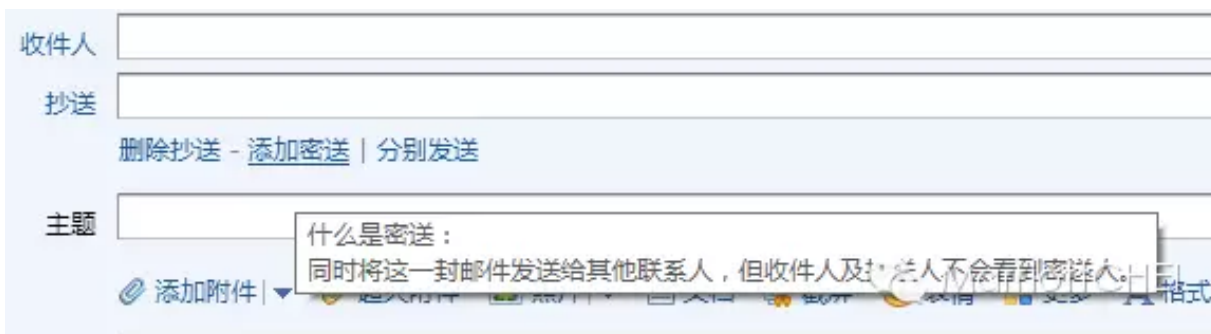 收件人
抄送
删除抄送 - 添加密送 | 分别发送
主题
什么是密送：
同时将这一封邮件发送给其他联系人，但收件人及抄送人不会看到密送人。
添加附件 格式